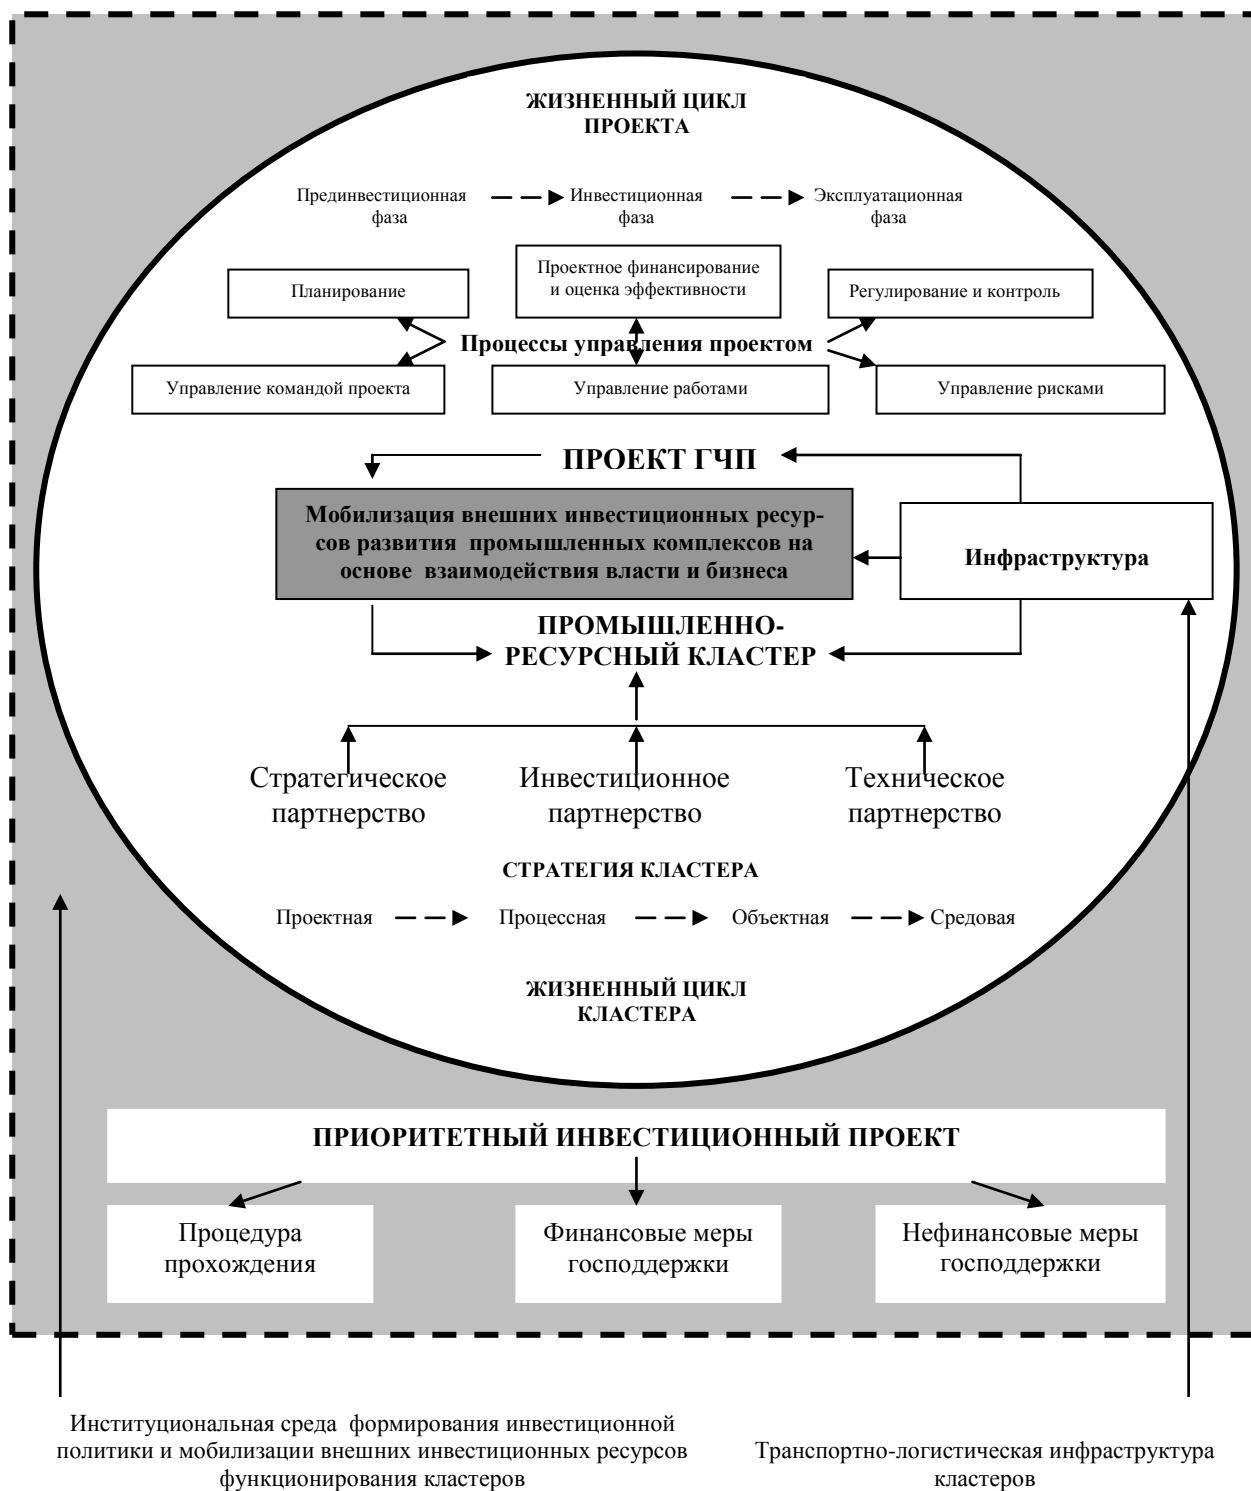 ЖИЗНЕННЫЙ ЦИКЛ
ПРОЕКТА
Прединвестиционная
фаза
Инвестиционная
фаза
Эксплуатационная
фаза
Планирование
Проектное финансирование
и оценка эффективности
Регулирование и контроль
Процессы управления проектом
Управление командой проекта
Управление работами
Управление рисками
ПРОЕКТ ГЧП
Мобилизация внешних инвестиционных ресур-
сов развития промышленных комплексов на
основе взаимодействия власти и бизнеса
Инфраструктура
ПРОМЫШЛЕННО-
РЕСУРСНЫЙ КЛАСТЕР
Стратегическое
партнерство
Инвестиционное
партнерство
Техническое
партнерство
СТРАТЕГИЯ КЛАСТЕРА
Проектная
Процессная
Объектная
Средовая
ЖИЗНЕННЫЙ ЦИКЛ
КЛАСТЕРА
ПРИОРИТЕТНЫЙ ИНВЕСТИЦИОННЫЙ ПРОЕКТ
Процедура
прохождения
Финансовые меры
господдержки
Нефинансовые меры
господдержки
Институциональная среда формирования инвестиционной
политики и мобилизации внешних инвестиционных ресурсов
функционирования кластеров
Транспортно-логистическая инфраструктура
кластеров